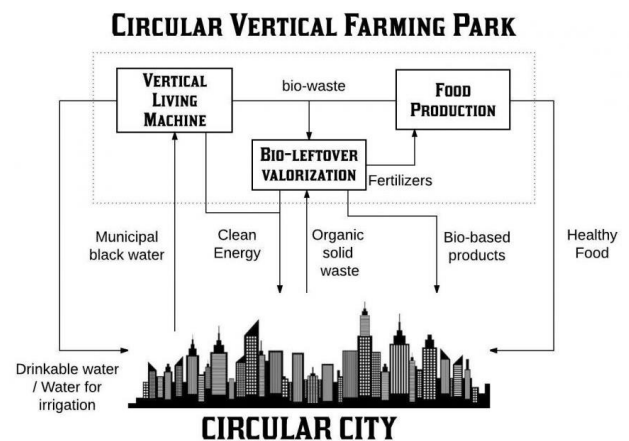 CIRCULAR VERTICAL FARMING PARK
VERTICAL
LIVING
MACHINE
bio-waste
FOOD
PRODUCTION
BIO-LEFTOVER
VALORIZATION
Fertilizers
Municipal
black water
Clean
Energy
Organic
solid
waste
Bio-based
products
Healthy
Food
Drinkable water
/ Water for
irrigation
CIRCULAR CITY